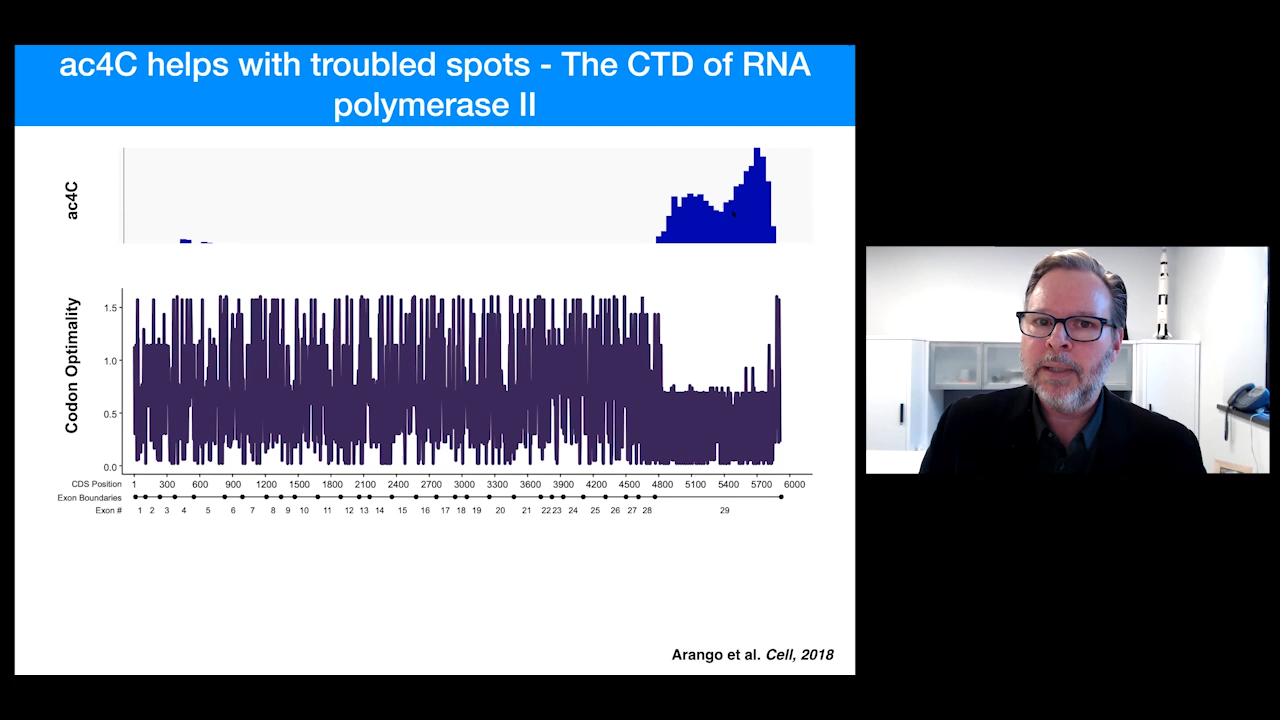 ac4C helps with troubled spots - The CTD of RNA
polymerase II
ac4C
Codon Optimality
1.5
1.0
0.5
0.0
CDS Position 1 300 600 900 1200 1500 1800 2100 2400 2700 3000 3300 3600 3900 4200 4500 4800 5100 5400 5700 6000
Exon Boundaries
Exon # 1 2 3 4 5 6 7 8 9 10 11 12 13 14 15 16 17 18 19 20 21 22 23 24 25 26 27 28 29
Arango et al. Cell, 2018